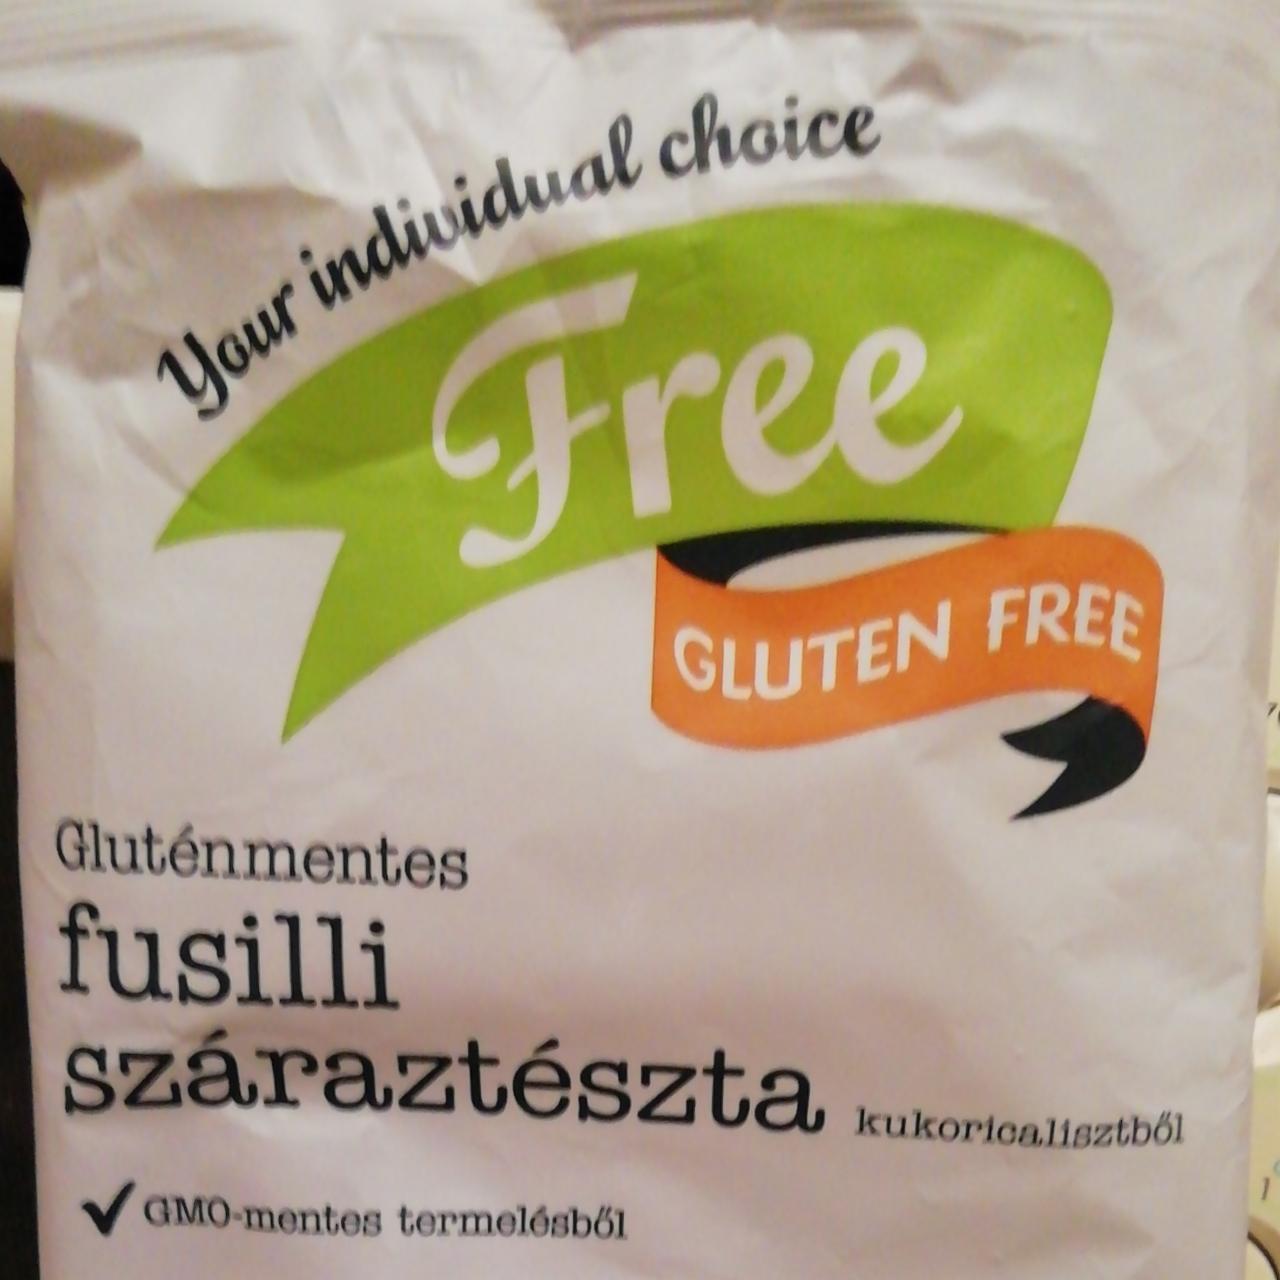 Your individual choice
Free
GLUTEN FREE
Gluténmentes
fusilli
száraztészta kukoricalisztből
✓ GMO-mentes termelésből